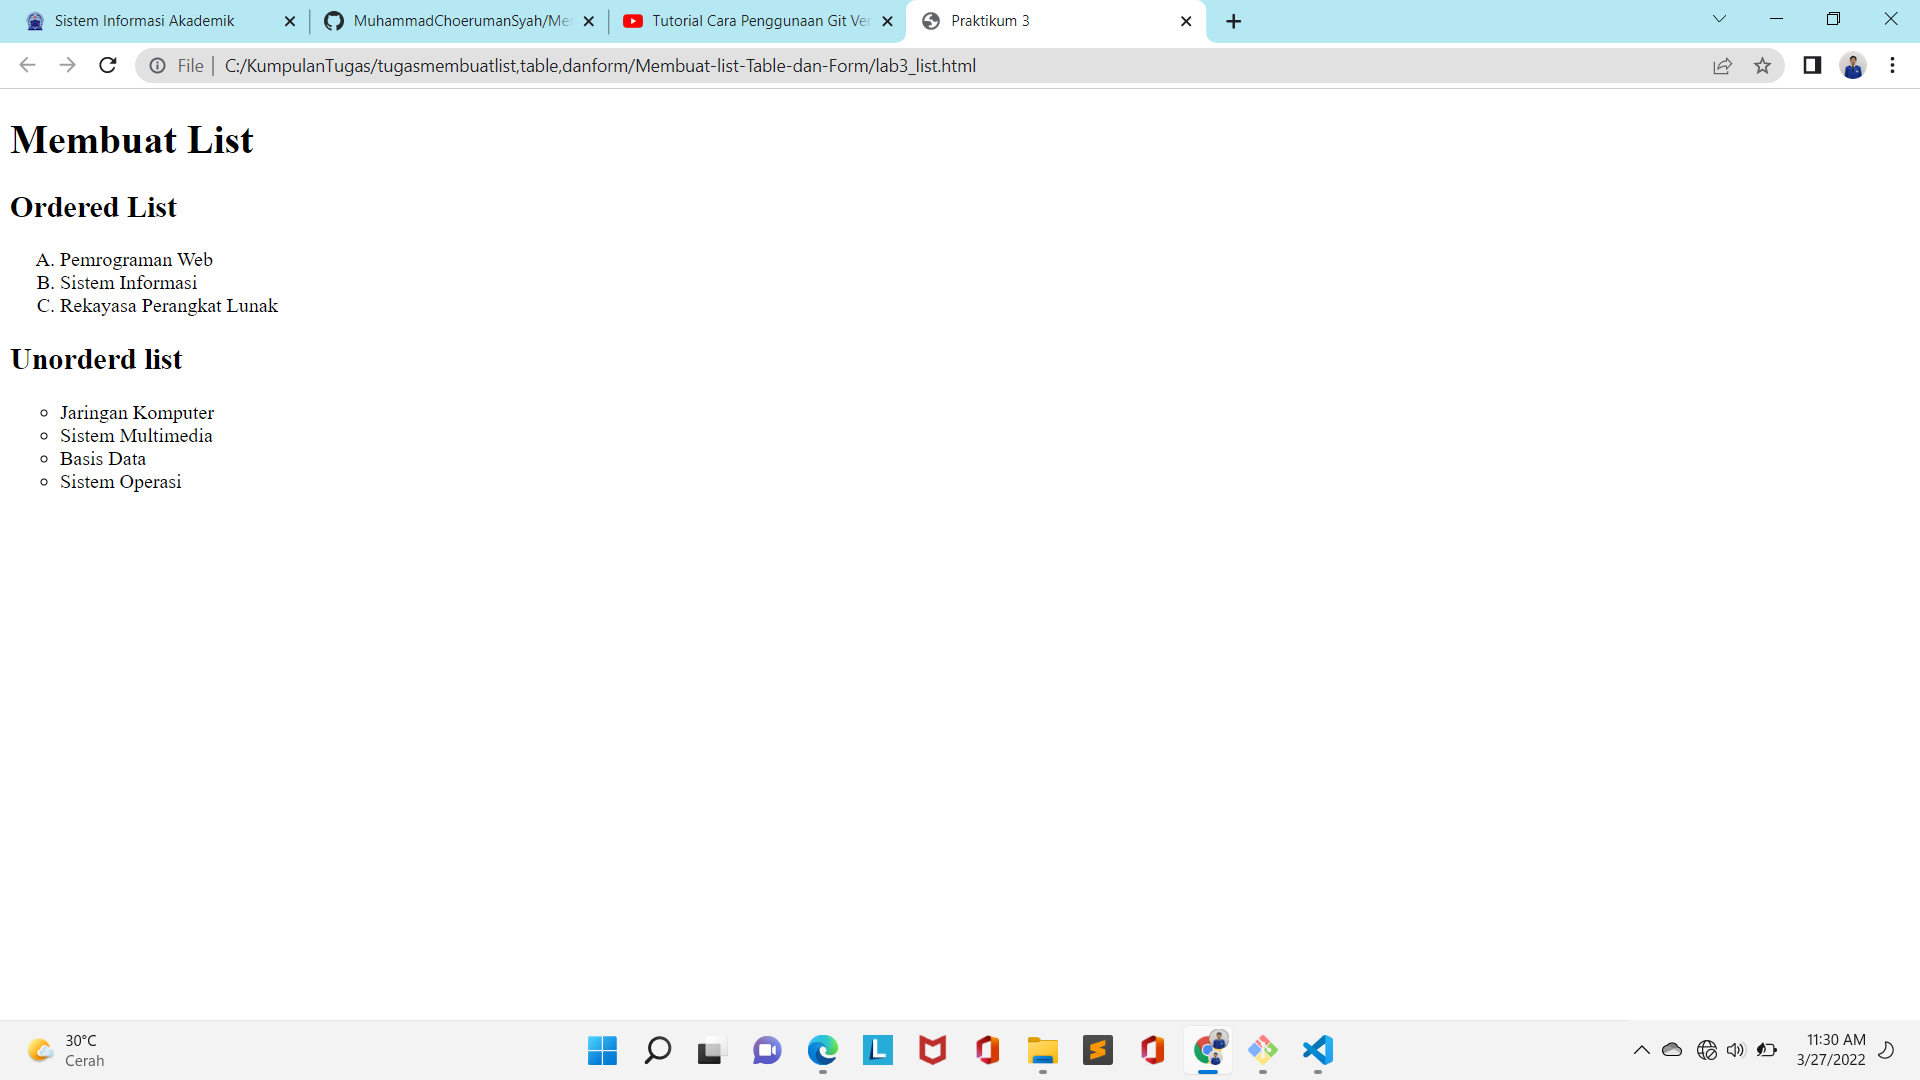 Sistem Informasi Akademik
MuhammadChoerumanSyah/Me
Tutorial Cara Penggunaan Git Ver
Praktikum 3
File | C:/KumpulanTugas/tugasmembuatlist,table,danform/Membuat-list-Table-dan-Form/lab3_list.html
Membuat List
Ordered List
A. Pemrograman Web
B. Sistem Informasi
C. Rekayasa Perangkat Lunak
Unorderd list
Jaringan Komputer
Sistem Multimedia
Basis Data
Sistem Operasi
30°C
Cerah
11:30 AM
3/27/2022